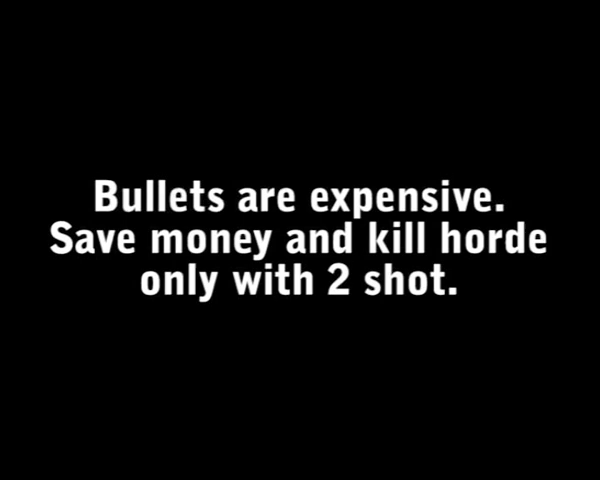 Bullets are expensive.
Save money and kill horde
only with 2 shot.